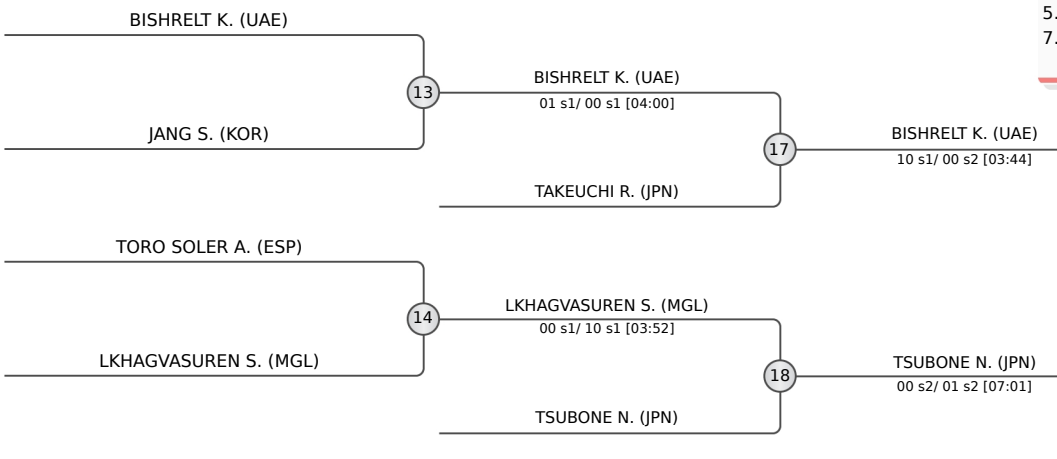 5.
7.
BISHRELT K. (UAE)
13
JANG S. (KOR)
BISHRELT K. (UAE)
01 s1/ 00 s1 [04:00]
17
TAKEUCHI R. (JPN)
BISHRELT K. (UAE)
10 s1/ 00 s2 [03:44]
TORO SOLER A. (ESP)
14
LKHAGVASUREN S. (MGL)
LKHAGVASUREN S. (MGL)
00 s1/ 10 s1 [03:52]
18
TSUBONE N. (JPN)
TSUBONE N. (JPN)
00 s2/ 01 s2 [07:01]